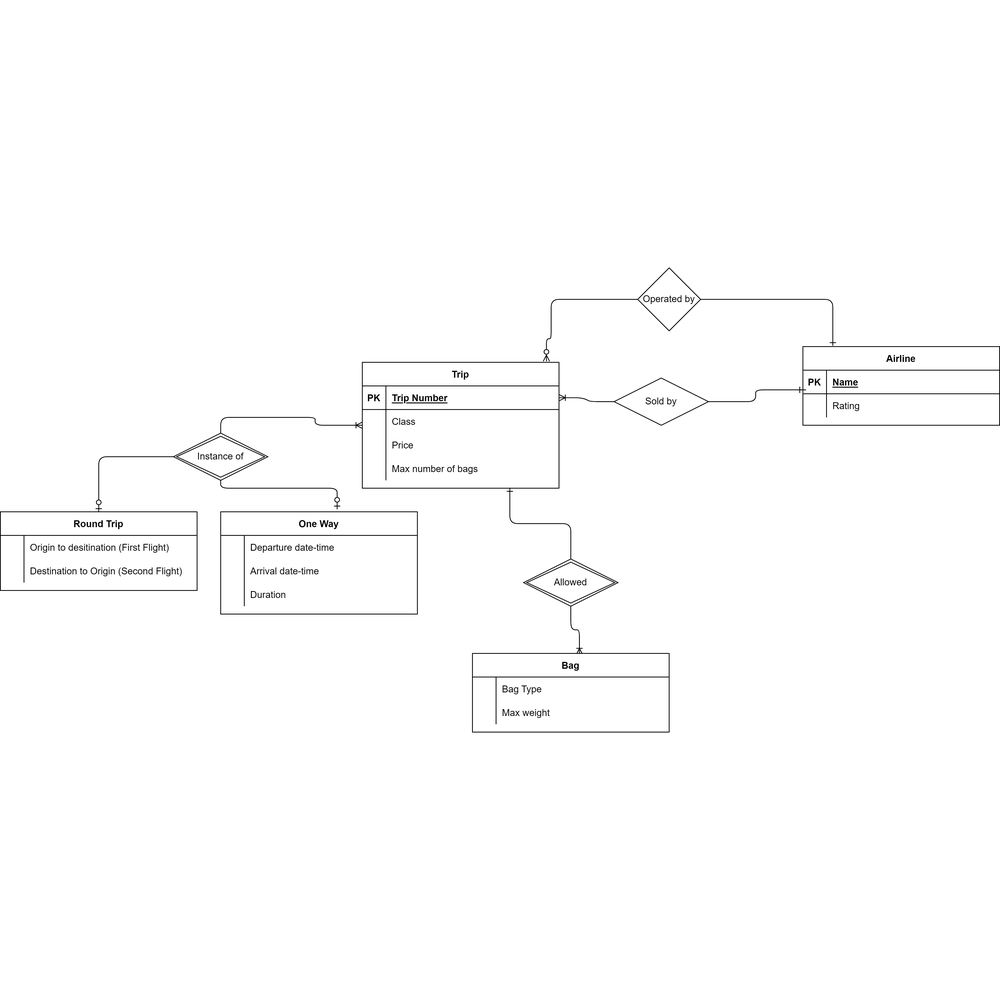 Operated by
Airline
PK Name
Rating
Sold by
Trip
PK Trip Number
Class
Price
Max number of bags
Instance of
Round Trip
Origin to desitination (First Flight)
Destination to Origin (Second Flight)
One Way
Departure date-time
Arrival date-time
Duration
Allowed
Bag
Bag Type
Max weight